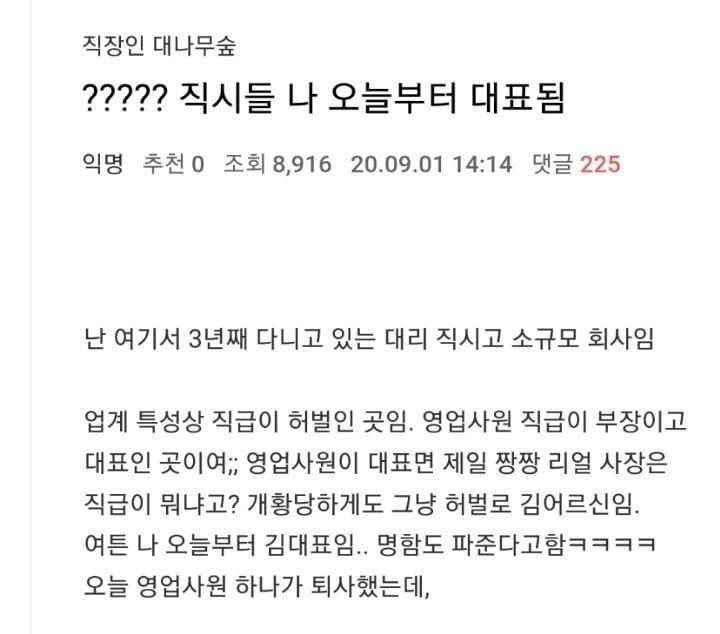 직장인 대나무숲
????? 직시들 나 오늘부터 대표됨
익명 추천 0 조회 8,916 20.09.01 14:14 댓글 225
난 여기서 3년째 다니고 있는 대리 직시고 소규모 회사임
업계 특성상 직급이 허벌인 곳임. 영업사원 직급이 부장이고
대표인 곳이여;; 영업사원이 대표면 제일 짱짱 리얼 사장은
직급이 뭐냐고? 개황당하게도 그냥 허벌로 김어르신임.
여튼 나 오늘부터 김대표임.. 명함도 파준다고함ㅋㅋㅋㅋ
오늘 영업사원 하나가 퇴사했는데,